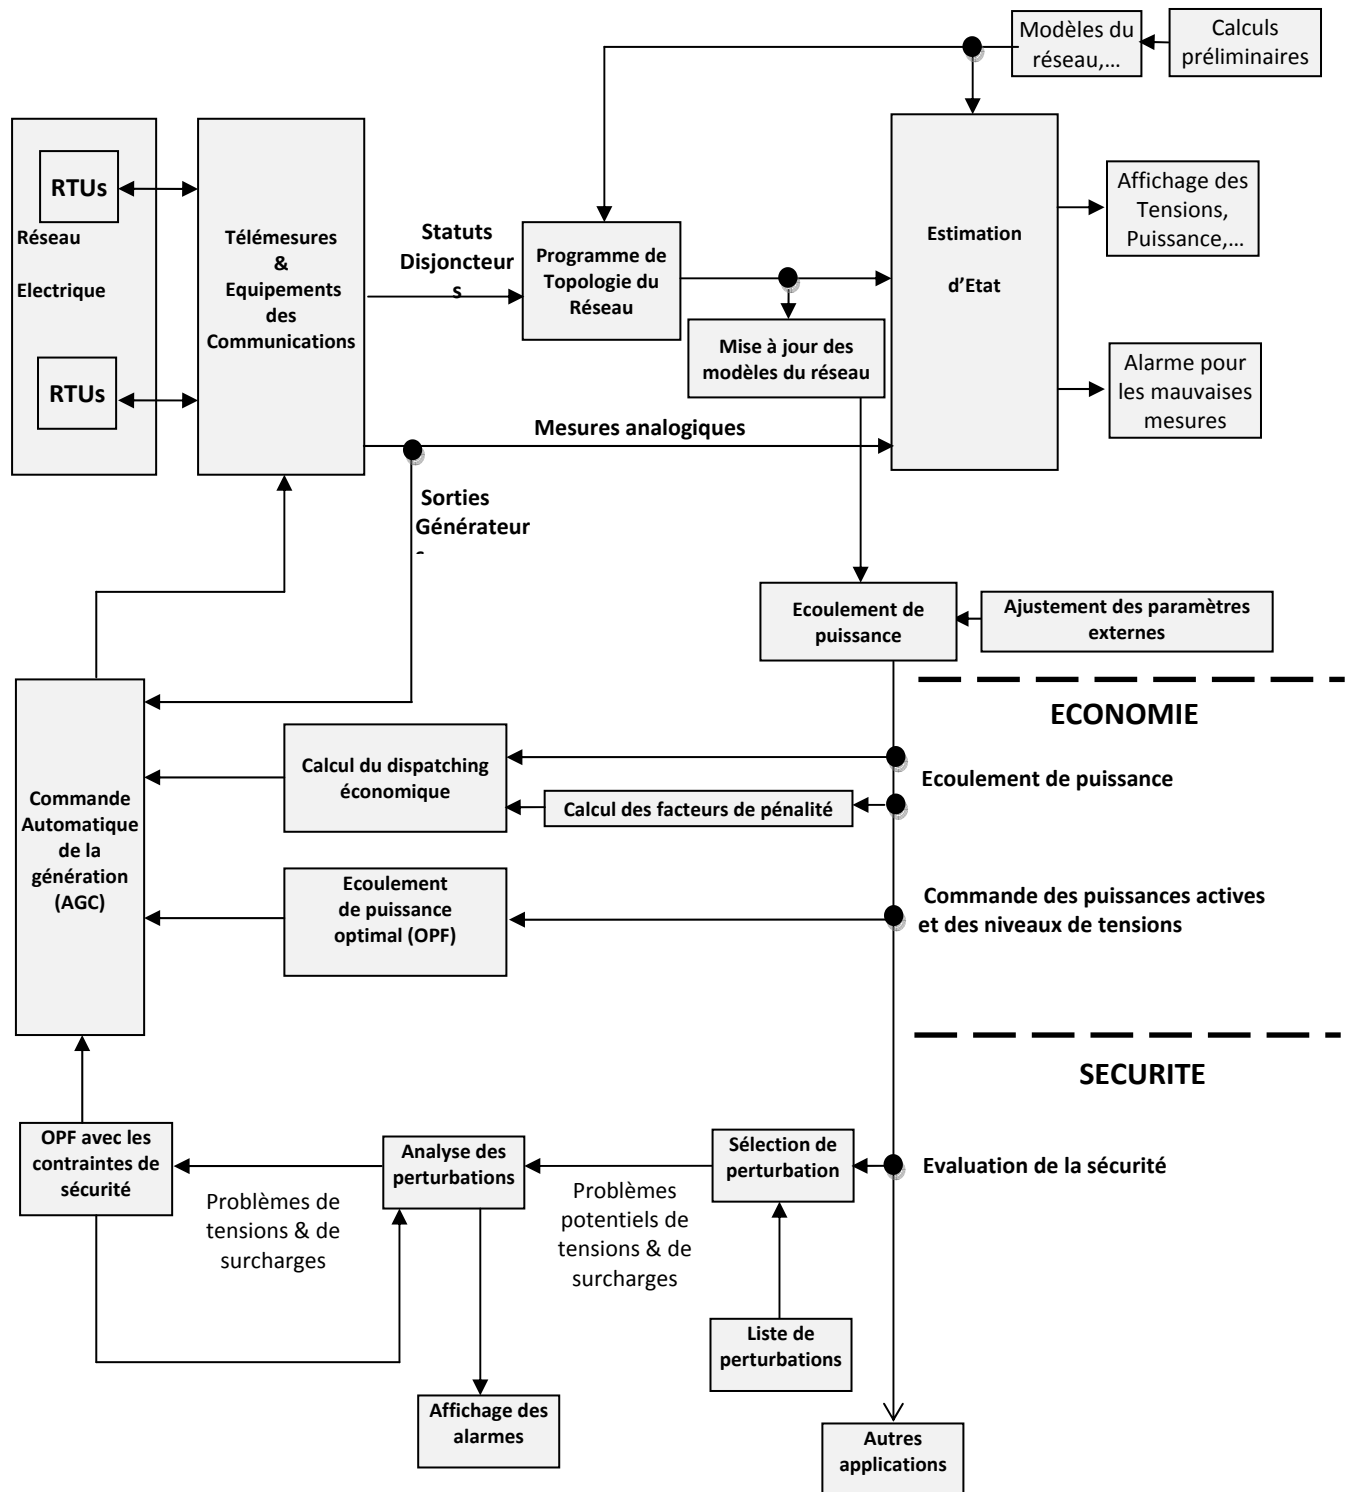 Modèles du
réseau,...
Calculs
préliminaires
RTUs
Réseau
Electrique
RTUs
Télémesures
&
Equipements
des
Communications
Statuts
Disjoncteur
s
Programme de
Topologie du
Réseau
Mise à jour des
modèles du réseau
Estimation
d’Etat
Affichage des
Tensions,
Puissance,...
Alarme pour
les mauvaises
mesures
Mesures analogiques
Sorties
Générateur
Ecoulement de
puissance
Ajustement des paramètres
externes
ECONOMIE
Commande
Automatique
de la
génération
(AGC)
Calcul du dispatching
économique
Calcul des facteurs de pénalité
Ecoulement de puissance
Ecoulement
de puissance
optimal (OPF)
Commande des puissances actives
et des niveaux de tensions
SECURITE
OPF avec les
contraintes de
sécurité
Problèmes de
tensions & de
surcharges
Analyse des
perturbations
Problèmes
potentiels de
tensions & de
surcharges
Sélection de
perturbation
Evaluation de la sécurité
Liste de
perturbations
Affichage des
alarmes
Autres
applications